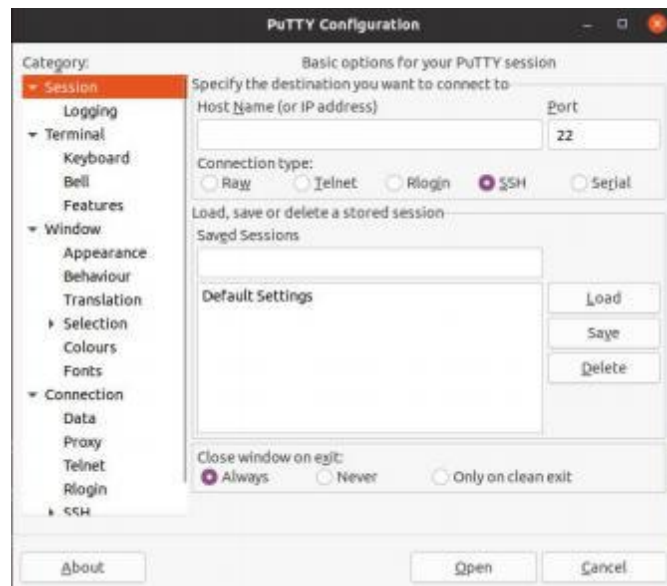 PuTTY Configuration
Category:
Session
Logging
Terminal
Keyboard
Bell
Features
Window
Appearance
Behaviour
Translation
Selection
Colours
Fonts
Connection
Data
Proxy
Telnet
Rlogin
SSH
Basic options for your PuTTY session
Specify the destination you want to connect to
Host Name (or IP address) Port
22
Connection type:
Raw Telnet Rlogin SSH Serial
Load, save or delete a stored session
Saved Sessions
Default Settings
Load
Save
Delete
Close window on exit:
Always Never Only on clean exit
About Open Cancel